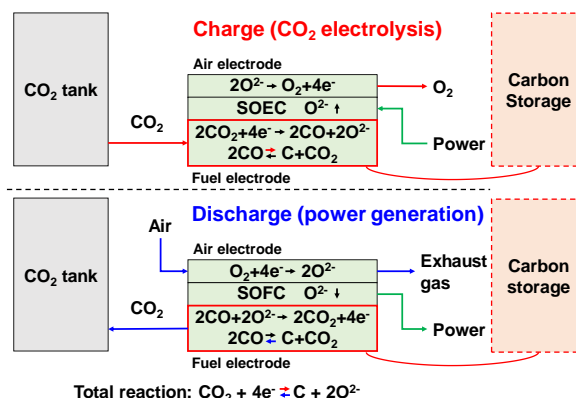 Charge (CO₂ electrolysis)
Air electrode
CO₂ tank
2O²⁻ → O₂+4e⁻
O₂
Carbon
Storage
SOEC O²⁻ ↑
CO₂
2CO₂+4e⁻ → 2CO+2O²⁻
Power
2CO ⇄ C+CO₂
Fuel electrode
Discharge (power generation)
Air
Air electrode
CO₂ tank
O₂+4e⁻ → 2O²⁻
Exhaust
gas
Carbon
storage
SOFC O²⁻ ↓
CO₂
2CO+2O²⁻ → 2CO₂+4e⁻
Power
2CO ⇄ C+CO₂
Fuel electrode
Total reaction: CO₂ + 4e⁻ ⇄ C + 2O²⁻